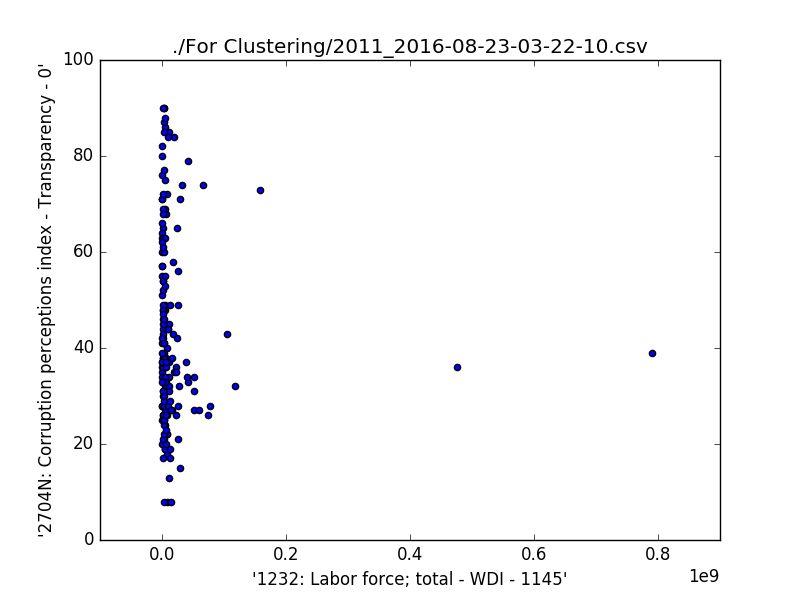 ./For Clustering/2011_2016-08-23-03-22-10.csv
100
80
60
40
20
0
'2704N: Corruption perceptions index - Transparency - 0'
0.0 0.2 0.4 0.6 0.8
1e9
'1232: Labor force; total - WDI - 1145'